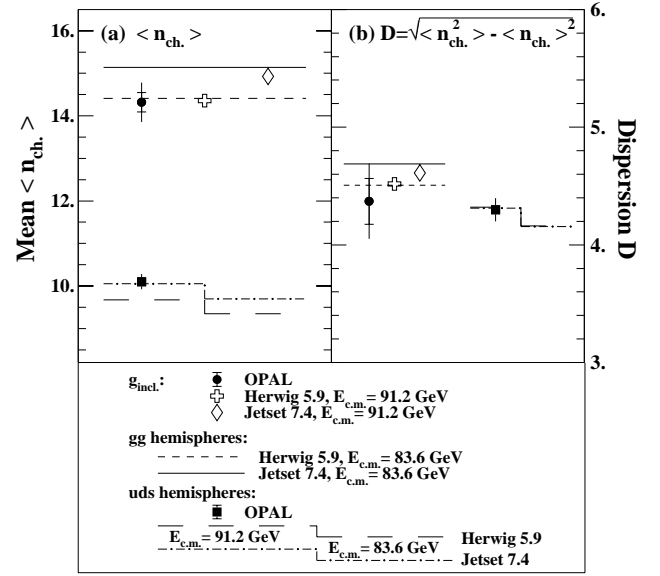 (a) < n_ch. >
(b) D=√< n_ch.^2 > - < n_ch. >^2
Mean < n_ch. >
16.
14.
12.
10.
6.
5.
4.
3.
Dispersion D
g_incl.:
OPAL
Herwig 5.9, E_c.m.= 91.2 GeV
Jetset 7.4, E_c.m.= 91.2 GeV
gg hemispheres:
Herwig 5.9, E_c.m.= 83.6 GeV
Jetset 7.4, E_c.m.= 83.6 GeV
uds hemispheres:
OPAL
E_c.m.= 91.2 GeV
E_c.m.= 83.6 GeV
Herwig 5.9
Jetset 7.4